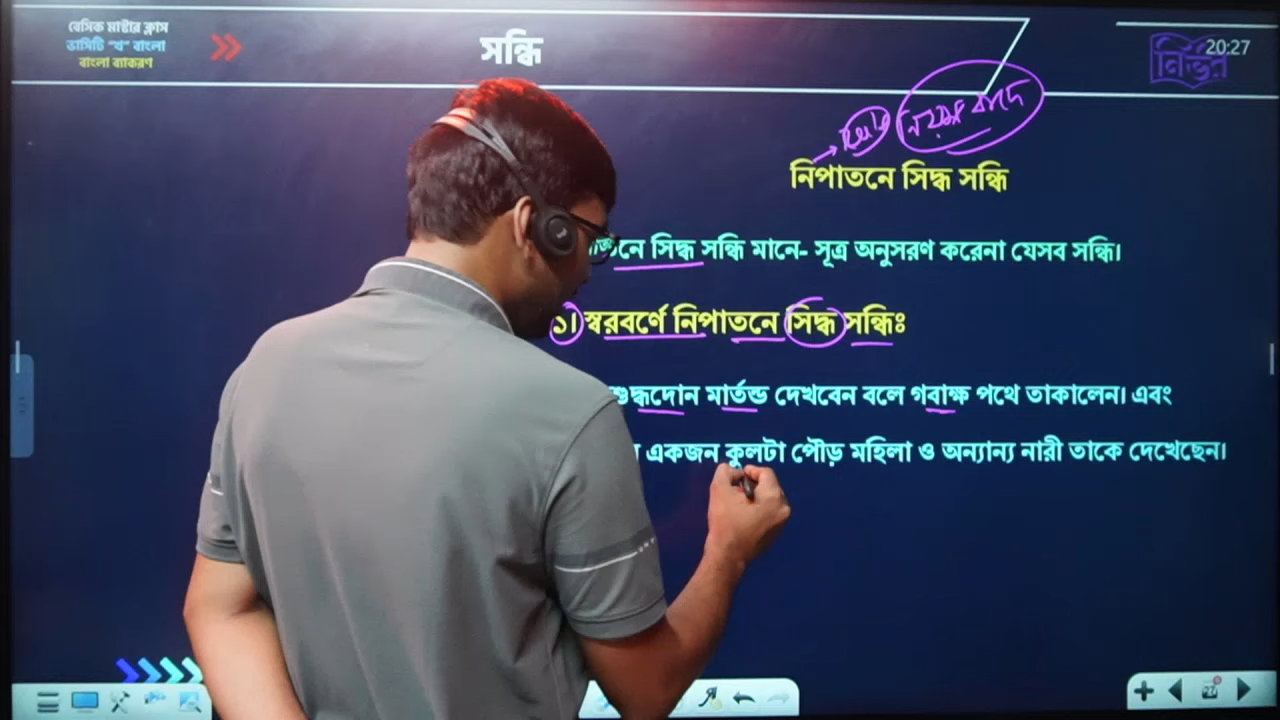 বেসিক মাস্টার ক্লাস
ভার্সিটি "খ" বাংলা
বাংলা ব্যাকরণ
সন্ধি
নির্ভর
20:27
নিয়মের বাদে
নিপাতনে সিদ্ধ সন্ধি
সিদ্ধ সন্ধি মানে- সূত্র অনুসরণ করেনা যেসব সন্ধি।
১। স্বরবর্ণে নিপাতনে সিদ্ধ সন্ধিঃ
শুদ্ধদোন মার্তন্ড দেখবেন বলে গবাক্ষ পথে তাকালেন। এবং
একজন কুলটা পৌড় মহিলা ও অন্যান্য নারী তাকে দেখেছেন।